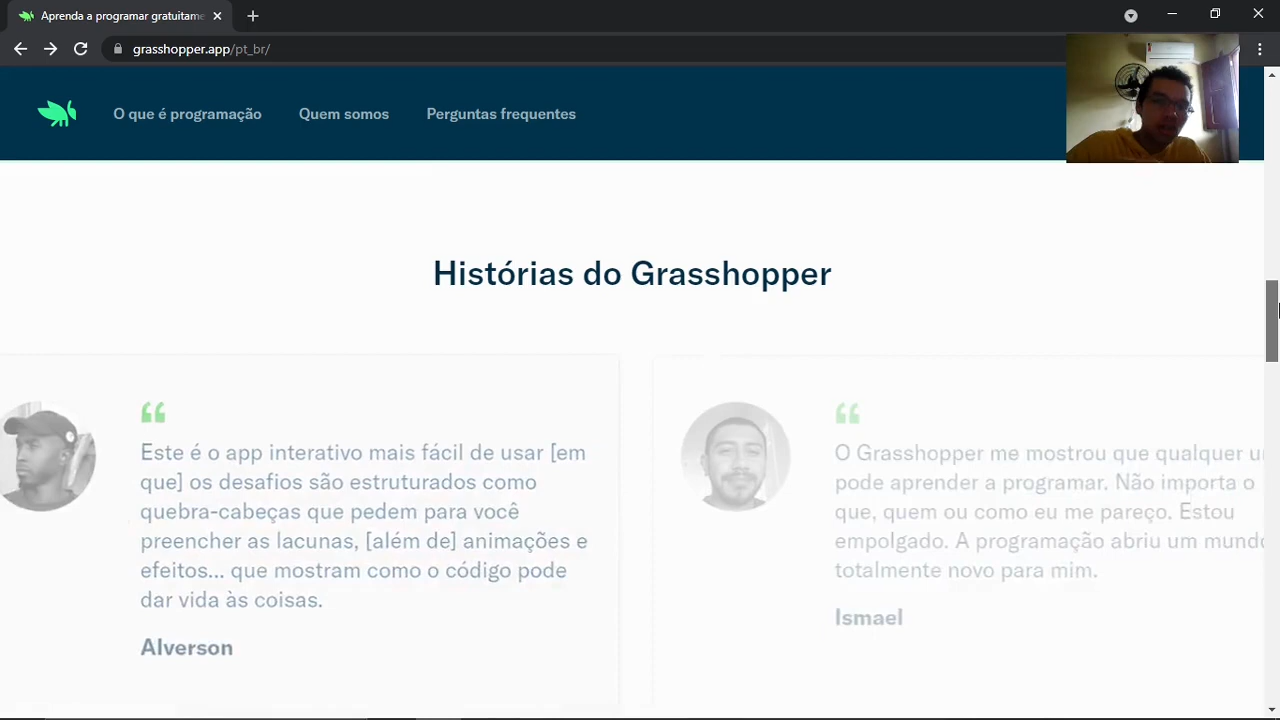 Aprenda a programar gratuitame
grasshopper.app/pt_br/
O que é programação
Quem somos
Perguntas frequentes
Histórias do Grasshopper
“
Este é o app interativo mais fácil de usar [em
que] os desafios são estruturados como
quebra-cabeças que pedem para você
preencher as lacunas, [além de] animações e
efeitos... que mostram como o código pode
dar vida às coisas.
Alverson
“
O Grasshopper me mostrou que qualquer u
pode aprender a programar. Não importa o
que, quem ou como eu me pareço. Estou
empolgado. A programação abriu um mundo
totalmente novo para mim.
Ismael